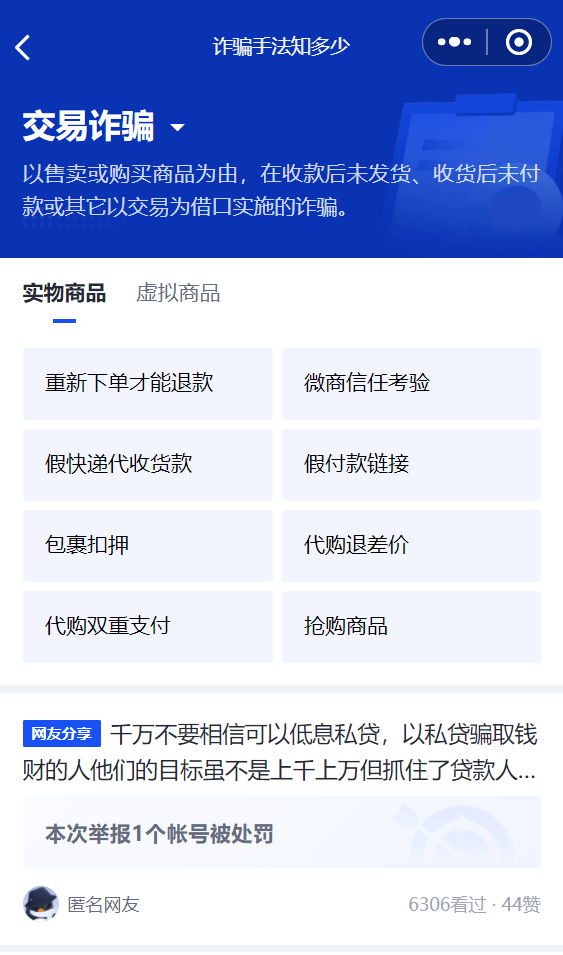 诈骗手法知多少
交易诈骗
以售卖或购买商品为由，在收款后未发货、收货后未付
款或其它以交易为借口实施的诈骗。
实物商品 虚拟商品
重新下单才能退款 微商信任考验
假快递代收货款 假付款链接
包裹扣押 代购退差价
代购双重支付 抢购商品
网友分享 千万不要相信可以低息私贷，以私贷骗取钱
财的人他们的目标虽不是上千上万但抓住了贷款人...
本次举报1个帐号被处罚
匿名网友 6306看过 · 44赞